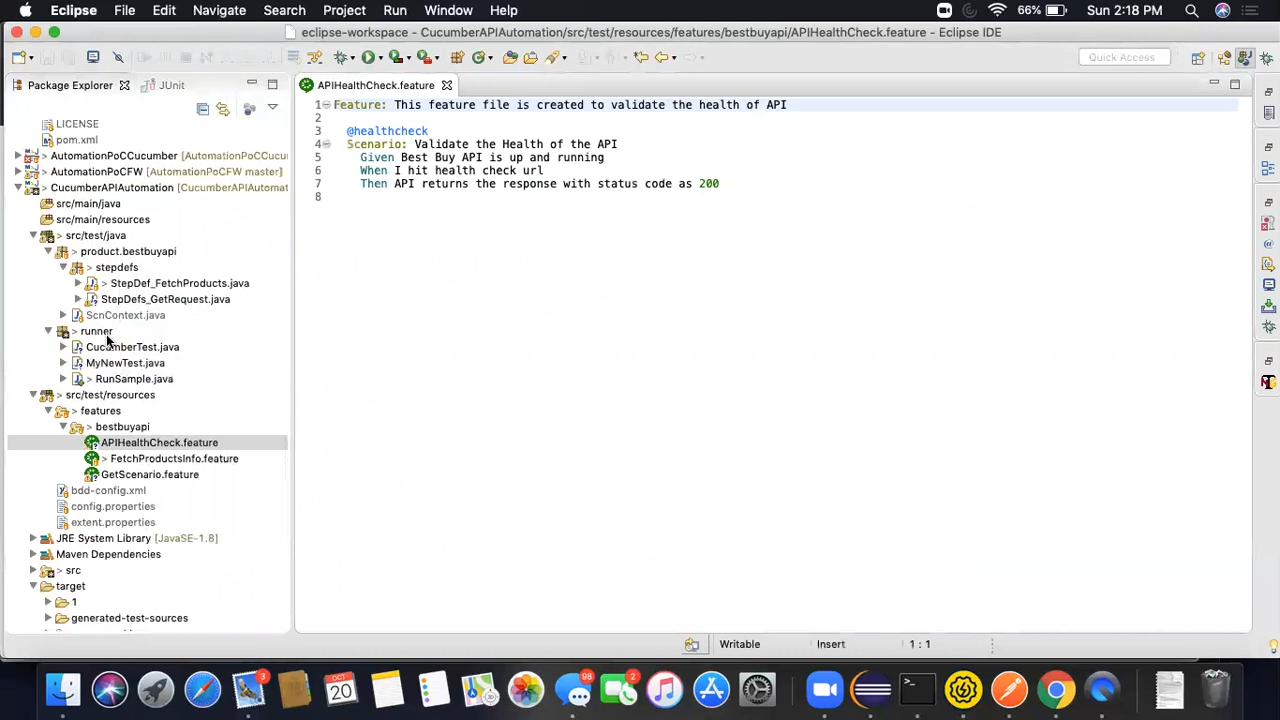 Eclipse File Edit Navigate Search Project Run Window Help 66% Sun 2:18 PM
eclipse-workspace - CucumberAPIAutomation/src/test/resources/features/bestbuyapi/APIHealthCheck.feature - Eclipse IDE
Quick Access
Package Explorer JUnit
LICENSE
pom.xml
> AutomationPoCCucumber [AutomationPoCCucu
> AutomationPoCFW [AutomationPoCFW master]
> CucumberAPIAutomation [CucumberAPIAutomat
src/main/java
src/main/resources
> src/test/java
> product.bestbuyapi
> stepdefs
> StepDef_FetchProducts.java
StepDefs_GetRequest.java
ScnContext.java
> runner
CucumberTest.java
MyNewTest.java
> RunSample.java
> src/test/resources
> features
> bestbuyapi
APIHealthCheck.feature
> FetchProductsInfo.feature
GetScenario.feature
bdd-config.xml
config.properties
extent.properties
JRE System Library [JavaSE-1.8]
Maven Dependencies
> src
target
1
generated-test-sources
APIHealthCheck.feature
1 Feature: This feature file is created to validate the health of API
2
3 @healthcheck
4 Scenario: Validate the Health of the API
5 Given Best Buy API is up and running
6 When I hit health check url
7 Then API returns the response with status code as 200
8
Writable Insert 1 : 1
3
OCT
20
98
2